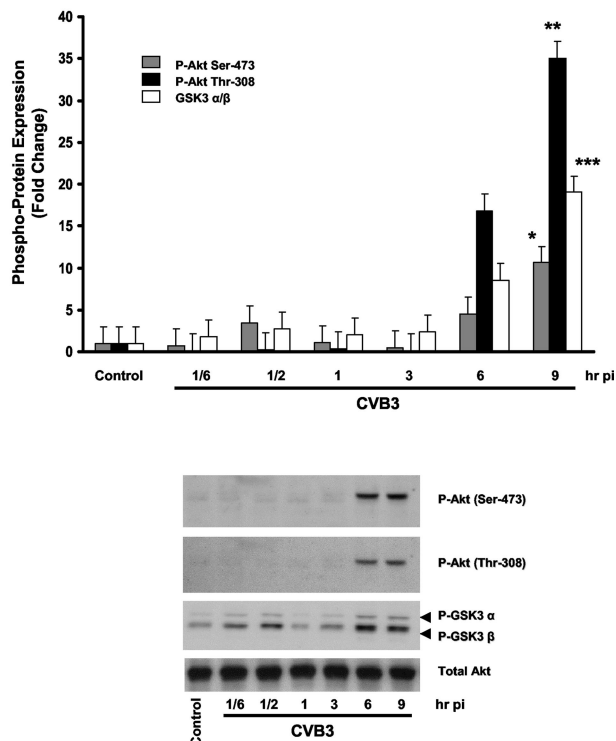 Phospho-Protein Expression
(Fold Change)
40
35
30
25
20
15
10
5
0
P-Akt Ser-473
P-Akt Thr-308
GSK3 α/β
*
**
***
Control 1/6 1/2 1 3 6 9 hr pi
CVB3
P-Akt (Ser-473)
P-Akt (Thr-308)
P-GSK3 α
P-GSK3 β
Total Akt
Control 1/6 1/2 1 3 6 9 hr pi
CVB3